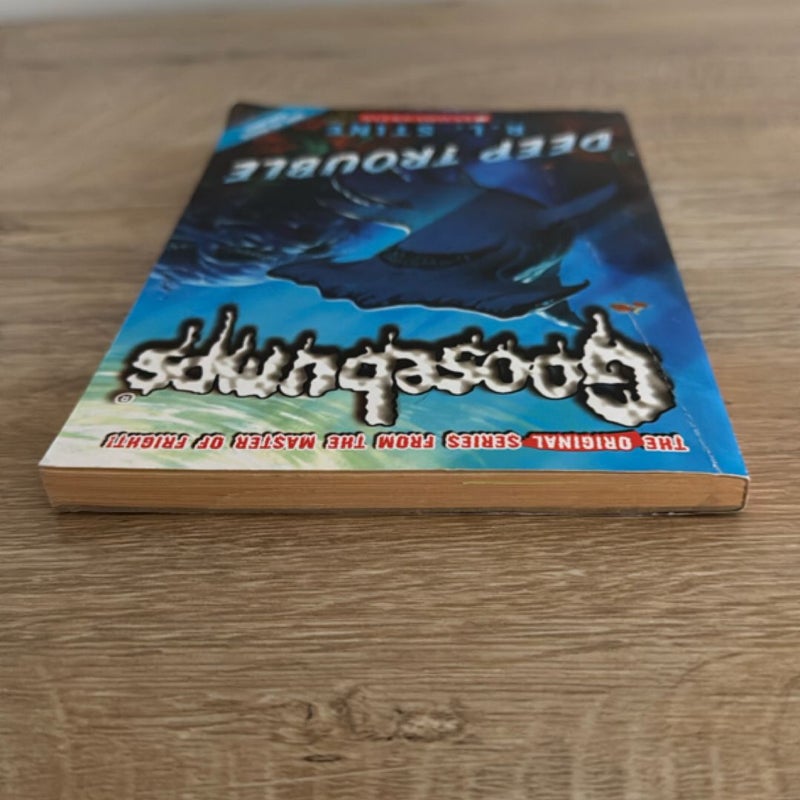 THE ORIGINAL SERIES FROM THE MASTER OF FRIGHT!
Goosebumps®
DEEP TROUBLE
R.L. STINE